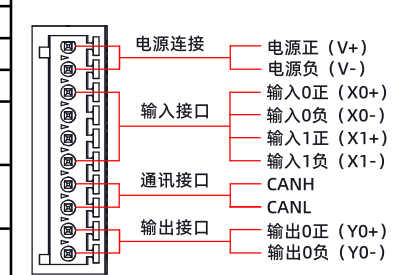 电源连接
电源正（V+）
电源负（V-）
输入接口
输入0正（X0+）
输入0负（X0-）
输入1正（X1+）
输入1负（X1-）
通讯接口
CANH
CANL
输出接口
输出0正（Y0+）
输出0负（Y0-）